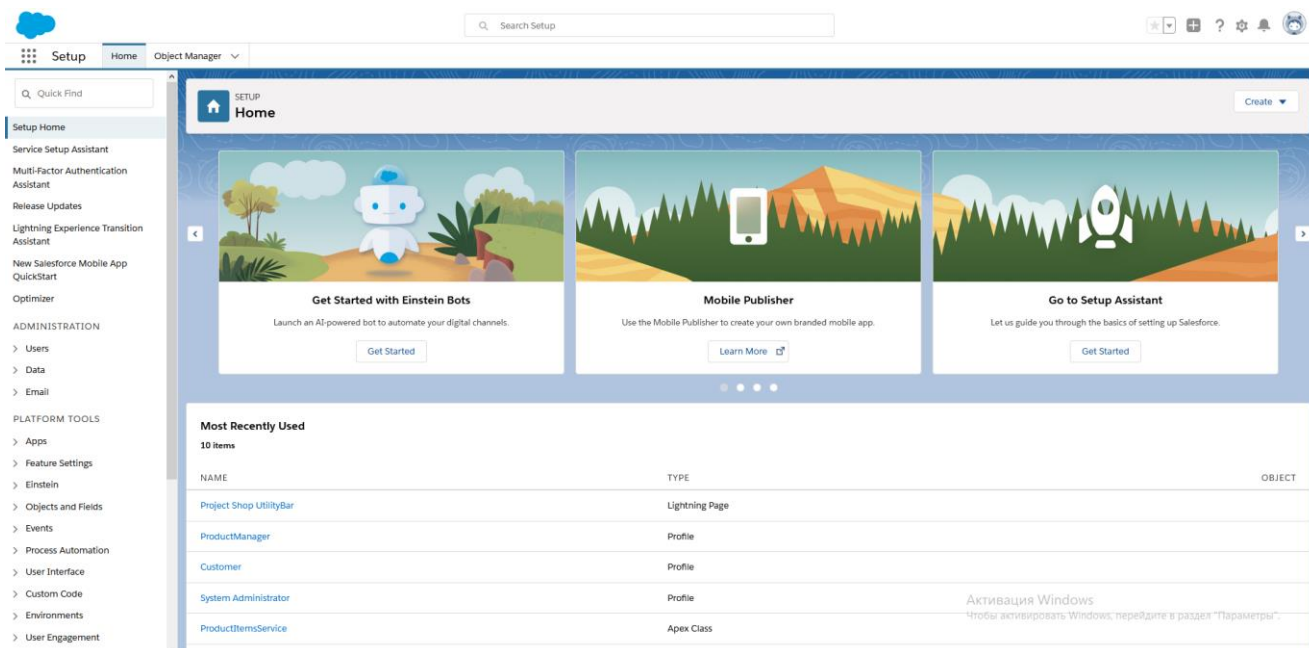 Search Setup
Setup Home Object Manager
Quick Find
Setup Home
Service Setup Assistant
Multi-Factor Authentication
Assistant
Release Updates
Lightning Experience Transition
Assistant
New Salesforce Mobile App
QuickStart
Optimizer
ADMINISTRATION
Users
Data
Email
PLATFORM TOOLS
Apps
Feature Settings
Einstein
Objects and Fields
Events
Process Automation
User Interface
Custom Code
Environments
User Engagement
SETUP
Home
Create
Get Started with Einstein Bots
Launch an AI-powered bot to automate your digital channels.
Get Started
Mobile Publisher
Use the Mobile Publisher to create your own branded mobile app.
Learn More
Go to Setup Assistant
Let us guide you through the basics of setting up Salesforce.
Get Started
Most Recently Used
10 items
NAME TYPE OBJECT
Project Shop UtilityBar Lightning Page
ProductManager Profile
Customer Profile
System Administrator Profile
ProductItemsService Apex Class
Активация Windows
Чтобы активировать Windows, перейдите в раздел "Параметры".